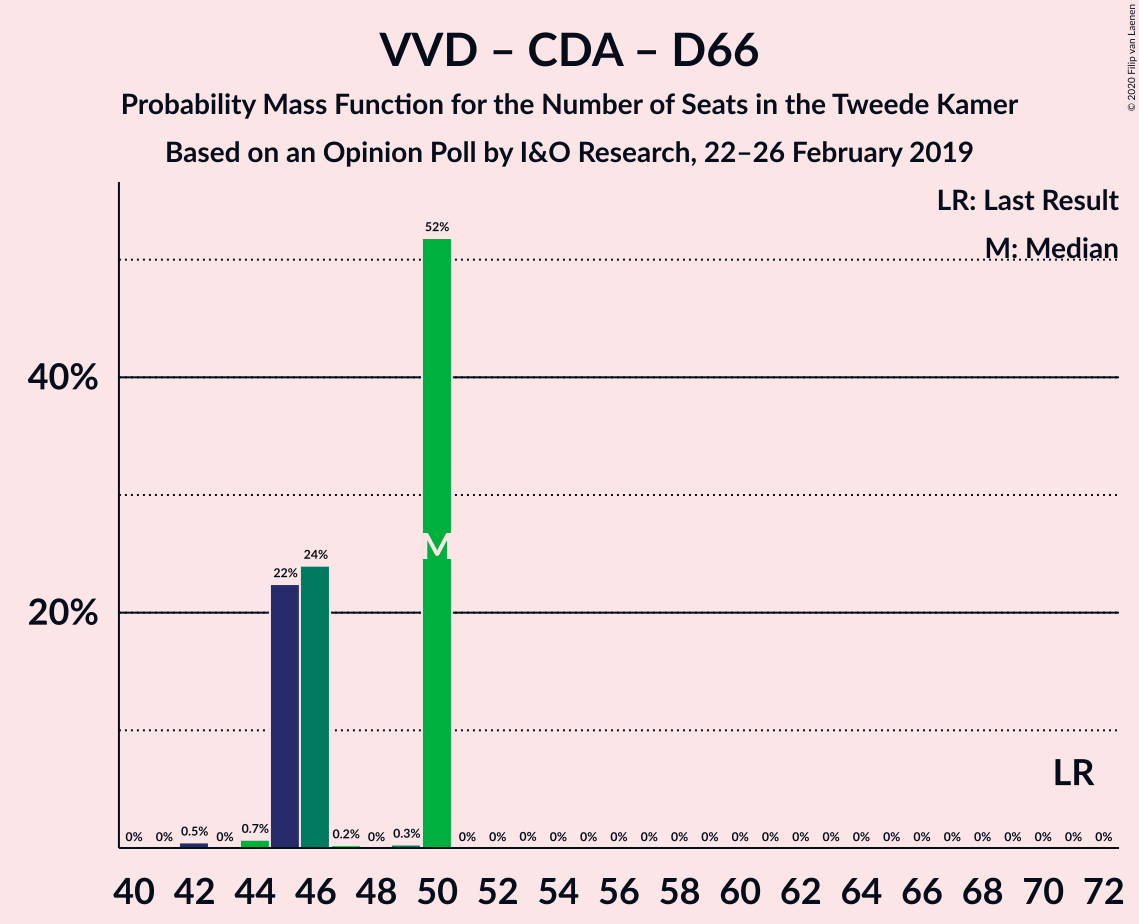 VVD – CDA – D66
Probability Mass Function for the Number of Seats in the Tweede Kamer
Based on an Opinion Poll by I&O Research, 22–26 February 2019
© 2020 Filip van Laenen
LR: Last Result
M: Median
52%
40%
M
24%
22%
20%
LR
0% 0% 0.5% 0% 0.7% 0.2% 0% 0.3% 0% 0% 0% 0% 0% 0% 0% 0% 0% 0% 0% 0% 0% 0% 0% 0% 0% 0% 0% 0% 0% 0%
40 42 44 46 48 50 52 54 56 58 60 62 64 66 68 70 72